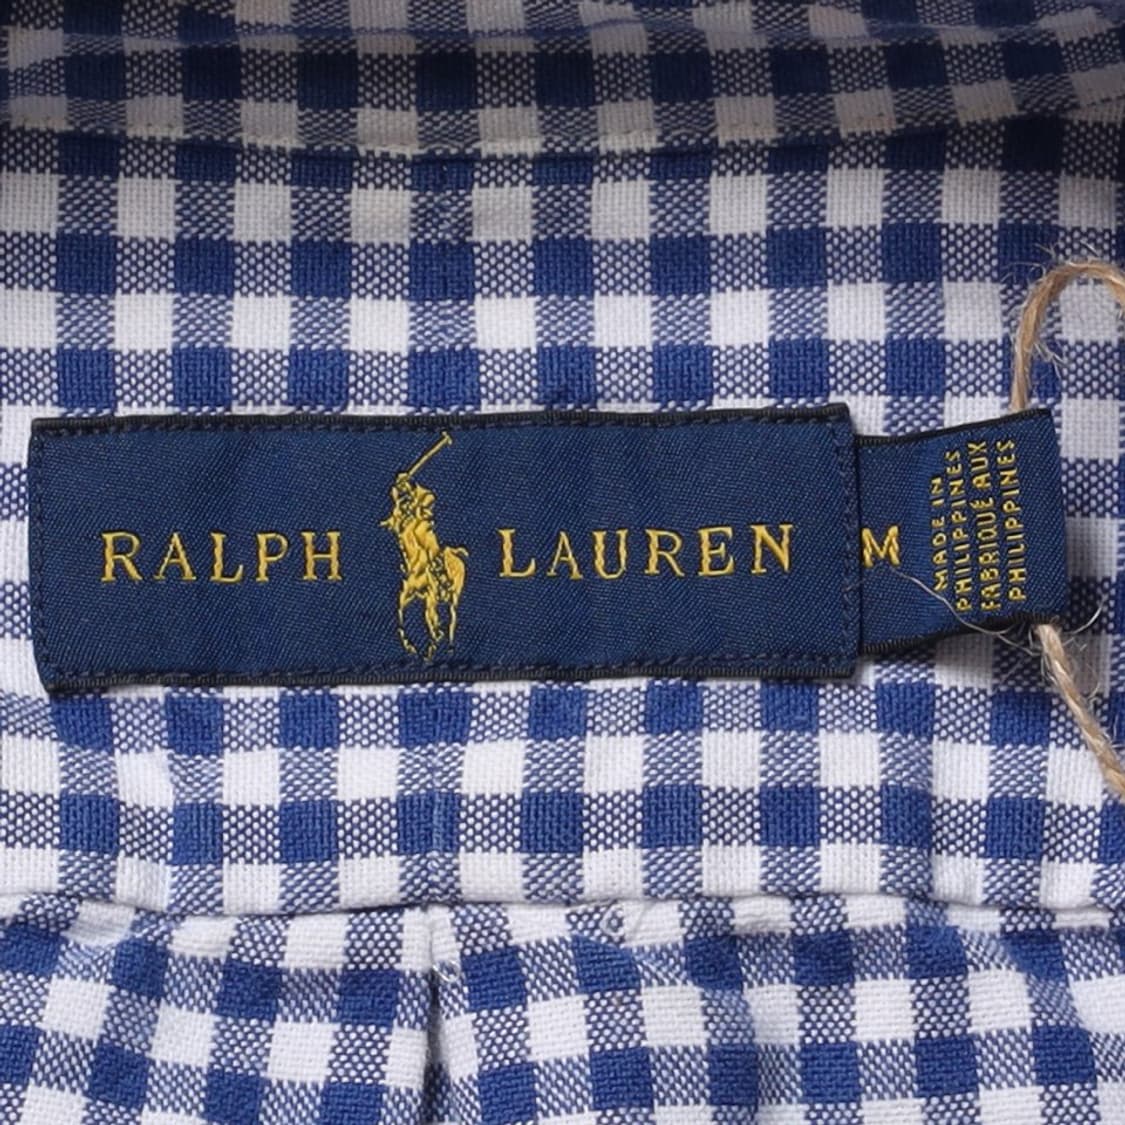 RALPH LAUREN
M
MADE IN
PHILIPPINES
FABRIQUÉ AUX
PHILIPPINES